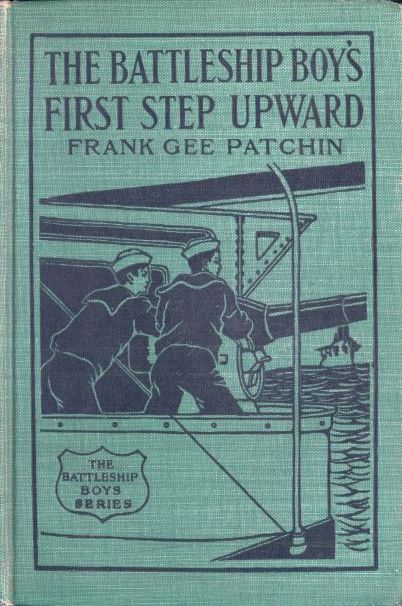 THE BATTLESHIP BOY'S
FIRST STEP UPWARD
FRANK GEE PATCHIN
THE
BATTLESHIP
BOYS
SERIES